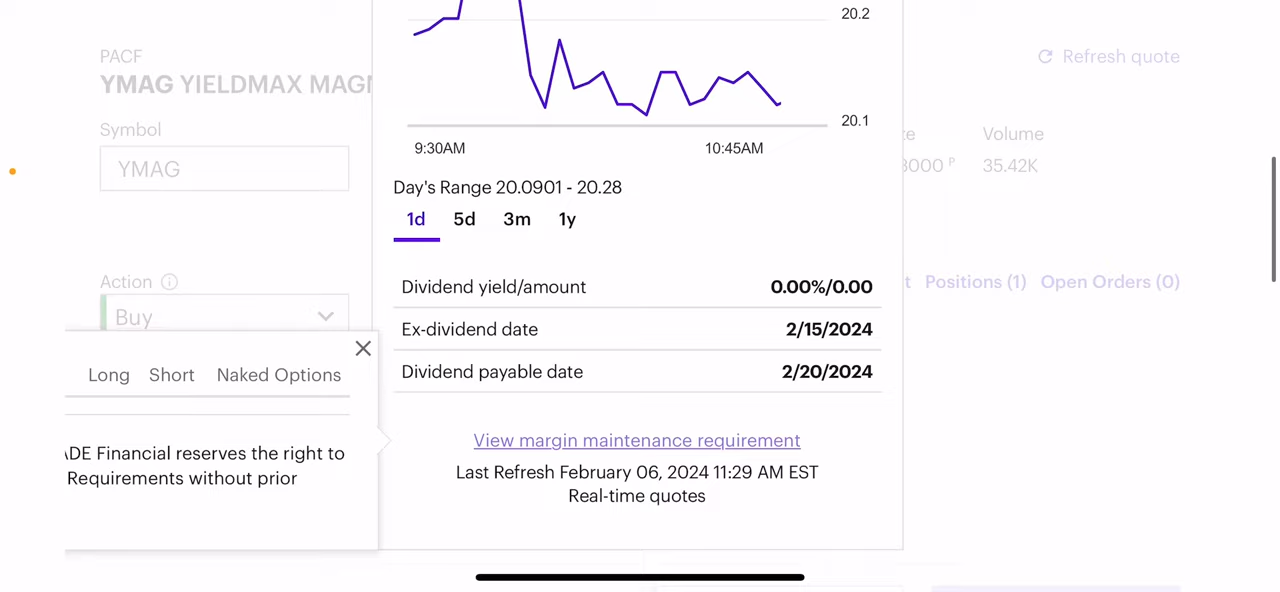 20.2
PACF
YMAG YIELDMAX MAG
Refresh quote
20.1
Symbol
Volume
9:30AM 10:45AM
YMAG
3000 P 35.42K
Day's Range 20.0901 - 20.28
1d 5d 3m 1y
Action
Positions (1) Open Orders (0)
Dividend yield/amount 0.00%/0.00
Buy
Ex-dividend date 2/15/2024
Long Short Naked Options
Dividend payable date 2/20/2024
View margin maintenance requirement
ADE Financial reserves the right to
Requirements without prior
Last Refresh February 06, 2024 11:29 AM EST
Real-time quotes